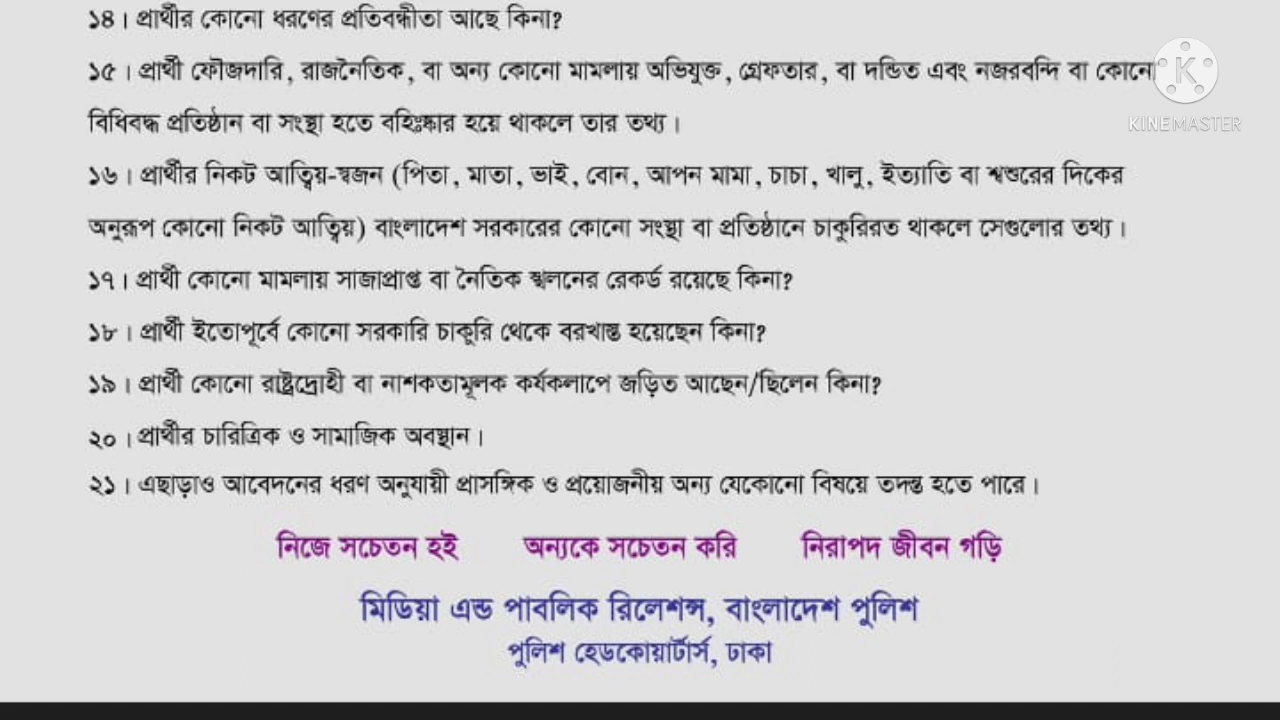 ১৪। প্রার্থীর কোনো ধরণের প্রতিবন্ধীতা আছে কিনা?
১৫। প্রার্থী ফৌজদারি, রাজনৈতিক, বা অন্য কোনো মামলায় অভিযুক্ত, গ্রেফতার, বা দন্ডিত এবং নজরবন্দি বা কোনো
বিধিবদ্ধ প্রতিষ্ঠান বা সংস্থা হতে বহিঃষ্কার হয়ে থাকলে তার তথ্য।
১৬। প্রার্থীর নিকট আত্বিয়-স্বজন (পিতা, মাতা, ভাই, বোন, আপন মামা, চাচা, খালু, ইত্যাতি বা শ্বশুরের দিকের
অনুরূপ কোনো নিকট আত্বিয়) বাংলাদেশ সরকারের কোনো সংস্থা বা প্রতিষ্ঠানে চাকুরিরত থাকলে সেগুলোর তথ্য।
১৭। প্রার্থী কোনো মামলায় সাজাপ্রাপ্ত বা নৈতিক স্খলনের রেকর্ড রয়েছে কিনা?
১৮। প্রার্থী ইতোপূর্বে কোনো সরকারি চাকুরি থেকে বরখাস্ত হয়েছেন কিনা?
১৯। প্রার্থী কোনো রাষ্ট্রদ্রোহী বা নাশকতামূলক কর্যকলাপে জড়িত আছেন/ছিলেন কিনা?
২০। প্রার্থীর চারিত্রিক ও সামাজিক অবস্থান।
২১। এছাড়াও আবেদনের ধরণ অনুযায়ী প্রাসঙ্গিক ও প্রয়োজনীয় অন্য যেকোনো বিষয়ে তদন্ত হতে পারে।
নিজে সচেতন হই অন্যকে সচেতন করি নিরাপদ জীবন গড়ি
মিডিয়া এন্ড পাবলিক রিলেশন্স, বাংলাদেশ পুলিশ
পুলিশ হেডকোয়ার্টার্স, ঢাকা
K
KINEMASTER